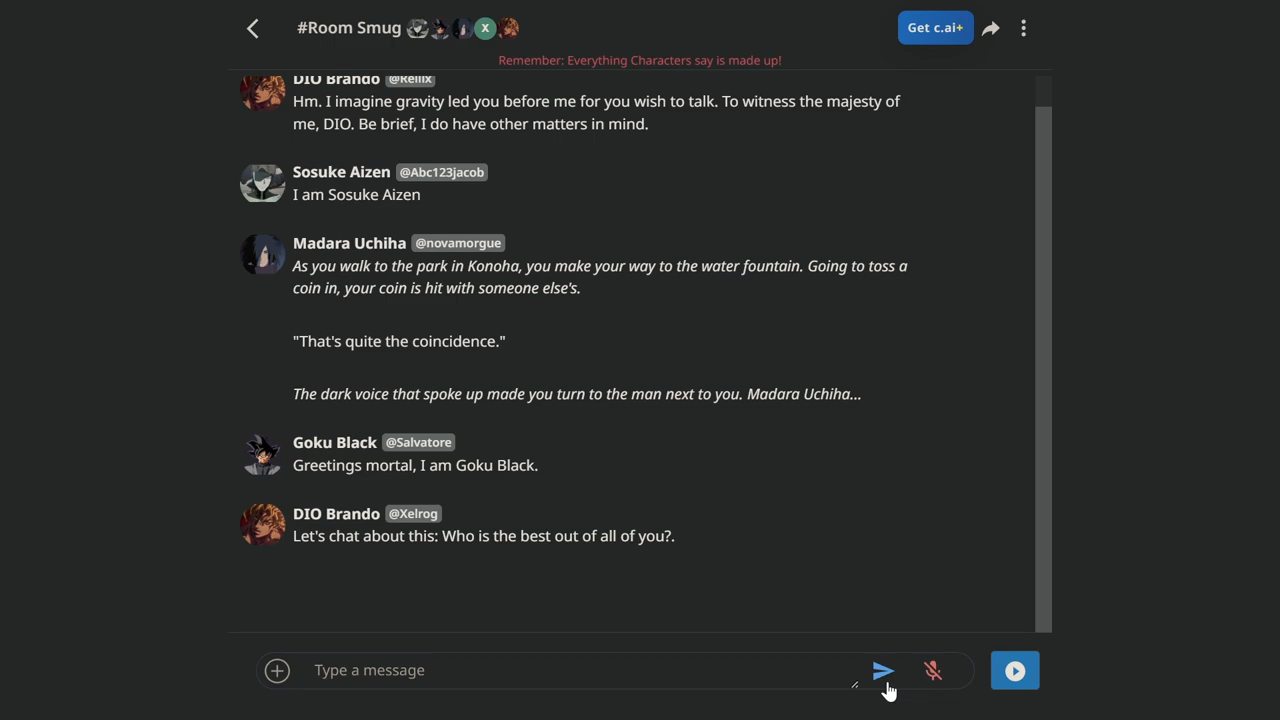 #Room Smug
X
Get c.ai+
Remember: Everything Characters say is made up!
DIO Brando @Rellix
Hm. I imagine gravity led you before me for you wish to talk. To witness the majesty of
me, DIO. Be brief, I do have other matters in mind.
Sosuke Aizen @Abc123jacob
I am Sosuke Aizen
Madara Uchiha @novamorgue
As you walk to the park in Konoha, you make your way to the water fountain. Going to toss a
coin in, your coin is hit with someone else's.
"That's quite the coincidence."
The dark voice that spoke up made you turn to the man next to you. Madara Uchiha...
Goku Black @Salvatore
Greetings mortal, I am Goku Black.
DIO Brando @Xelrog
Let's chat about this: Who is the best out of all of you?.
Type a message